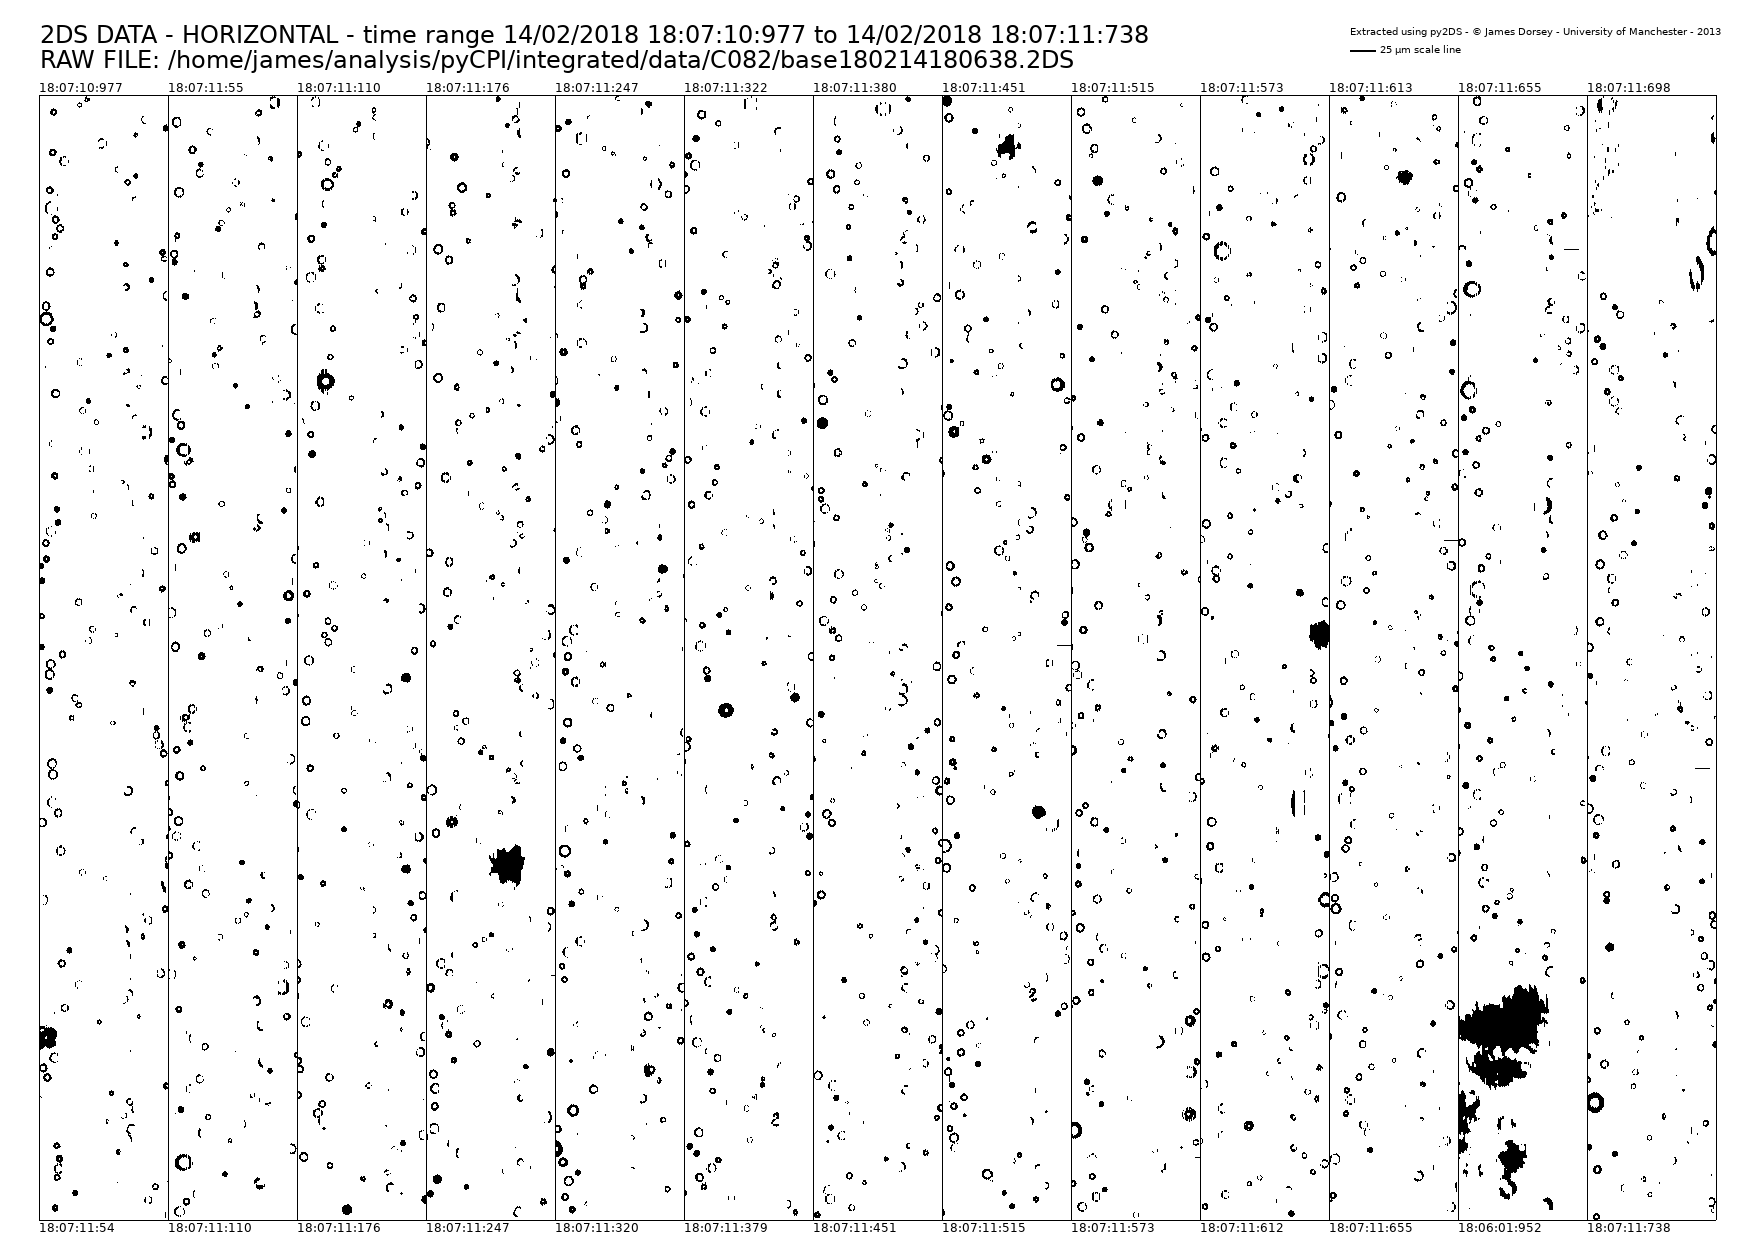 2DS DATA - HORIZONTAL - time range 14/02/2018 18:07:10:977 to 14/02/2018 18:07:11:738
RAW FILE: /home/james/analysis/pyCPI/integrated/data/C082/base180214180638.2DS
Extracted using py2DS - © James Dorsey - University of Manchester - 2013
25 µm scale line
18:07:10:977 18:07:11:55 18:07:11:110 18:07:11:176 18:07:11:247 18:07:11:322 18:07:11:380 18:07:11:451 18:07:11:515 18:07:11:573 18:07:11:613 18:07:11:655 18:07:11:698
18:07:11:54 18:07:11:110 18:07:11:176 18:07:11:247 18:07:11:320 18:07:11:379 18:07:11:451 18:07:11:515 18:07:11:573 18:07:11:612 18:07:11:655 18:06:01:952 18:07:11:738